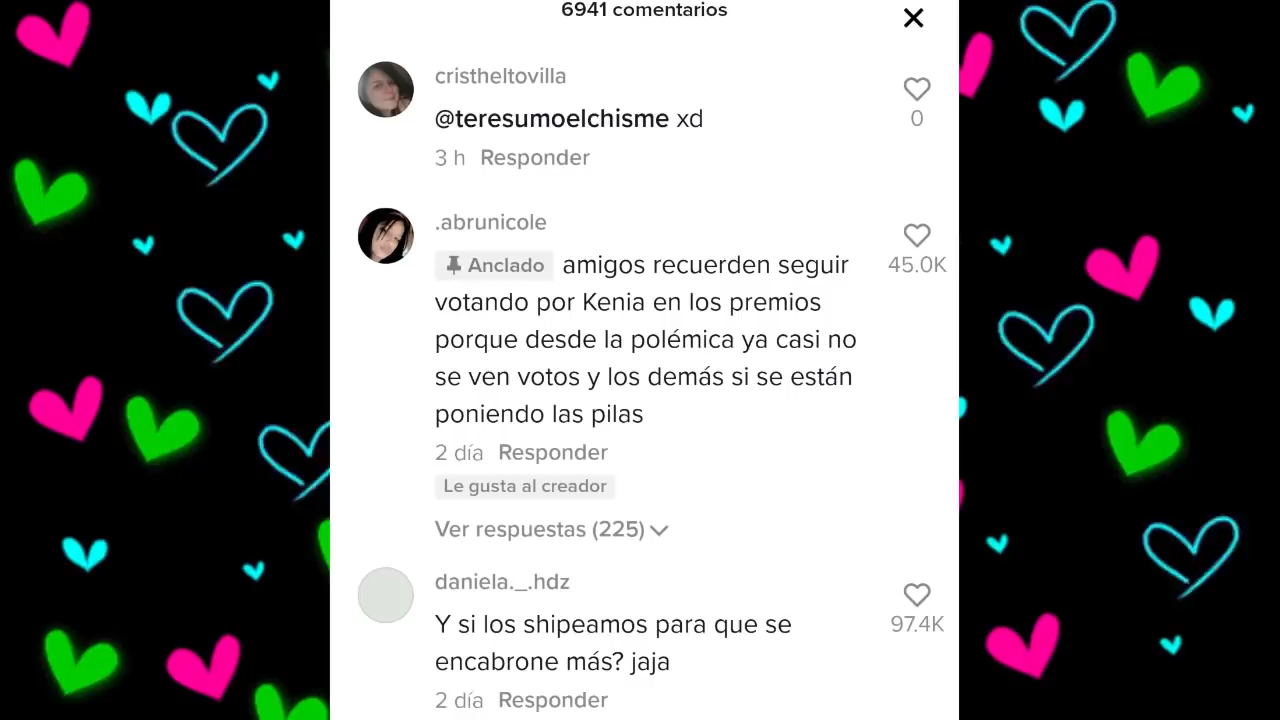 6941 comentarios
cristheltovilla
@teresumoelchisme xd
0
3 h Responder
.abrunicole
Anclado amigos recuerden seguir
45.0K
votando por Kenia en los premios
porque desde la polémica ya casi no
se ven votos y los demás si se están
poniendo las pilas
2 día Responder
Le gusta al creador
Ver respuestas (225)
daniela._.hdz
Y si los shipeamos para que se
97.4K
encabrone más? jaja
2 día Responder